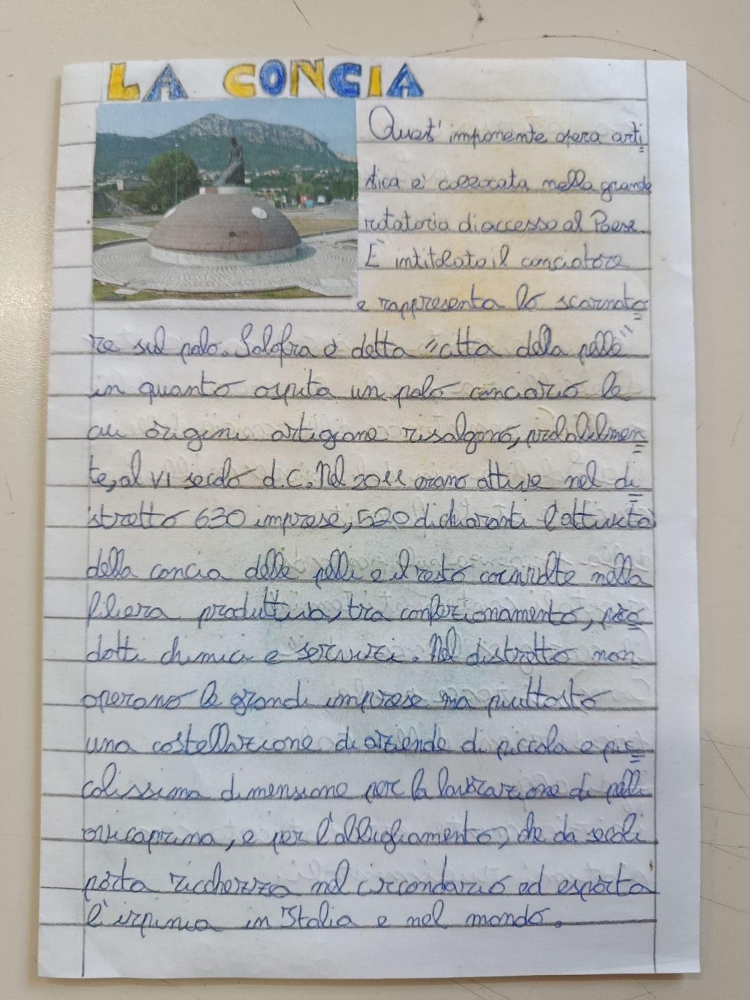 LA CONCIA
Quest' imponente opera arti=
stica e' collocata nella grande
rotatoria di accesso al Paese.
È intitolato il conciatore
e rappresenta lo scarnato=
re sul palo. Solofra è detta "citta della pelle"
in quanto ospita un polo conciario le
cui origini artigiane risalgono, probabilmen=
te, al VI secolo d.C. Nel 2011 erano attive nel di=
stretto 630 imprese, 520 dichiaranti l'attività
della concia delle pelli e il resto coinvolte nella
filiera produttiva, tra confezionamento, pro=
dotti chimici e servizi. Nel distretto non
operano le grandi imprese ma piuttosto
una costellazione di aziende di piccola e pic=
colissima dimensione per la lavorazione di pelli
ovicaprina, e per l'abbigliamento, che da secoli
porta ricchezza nel circondario ed esporta
l'irpinia in Italia e nel mondo.